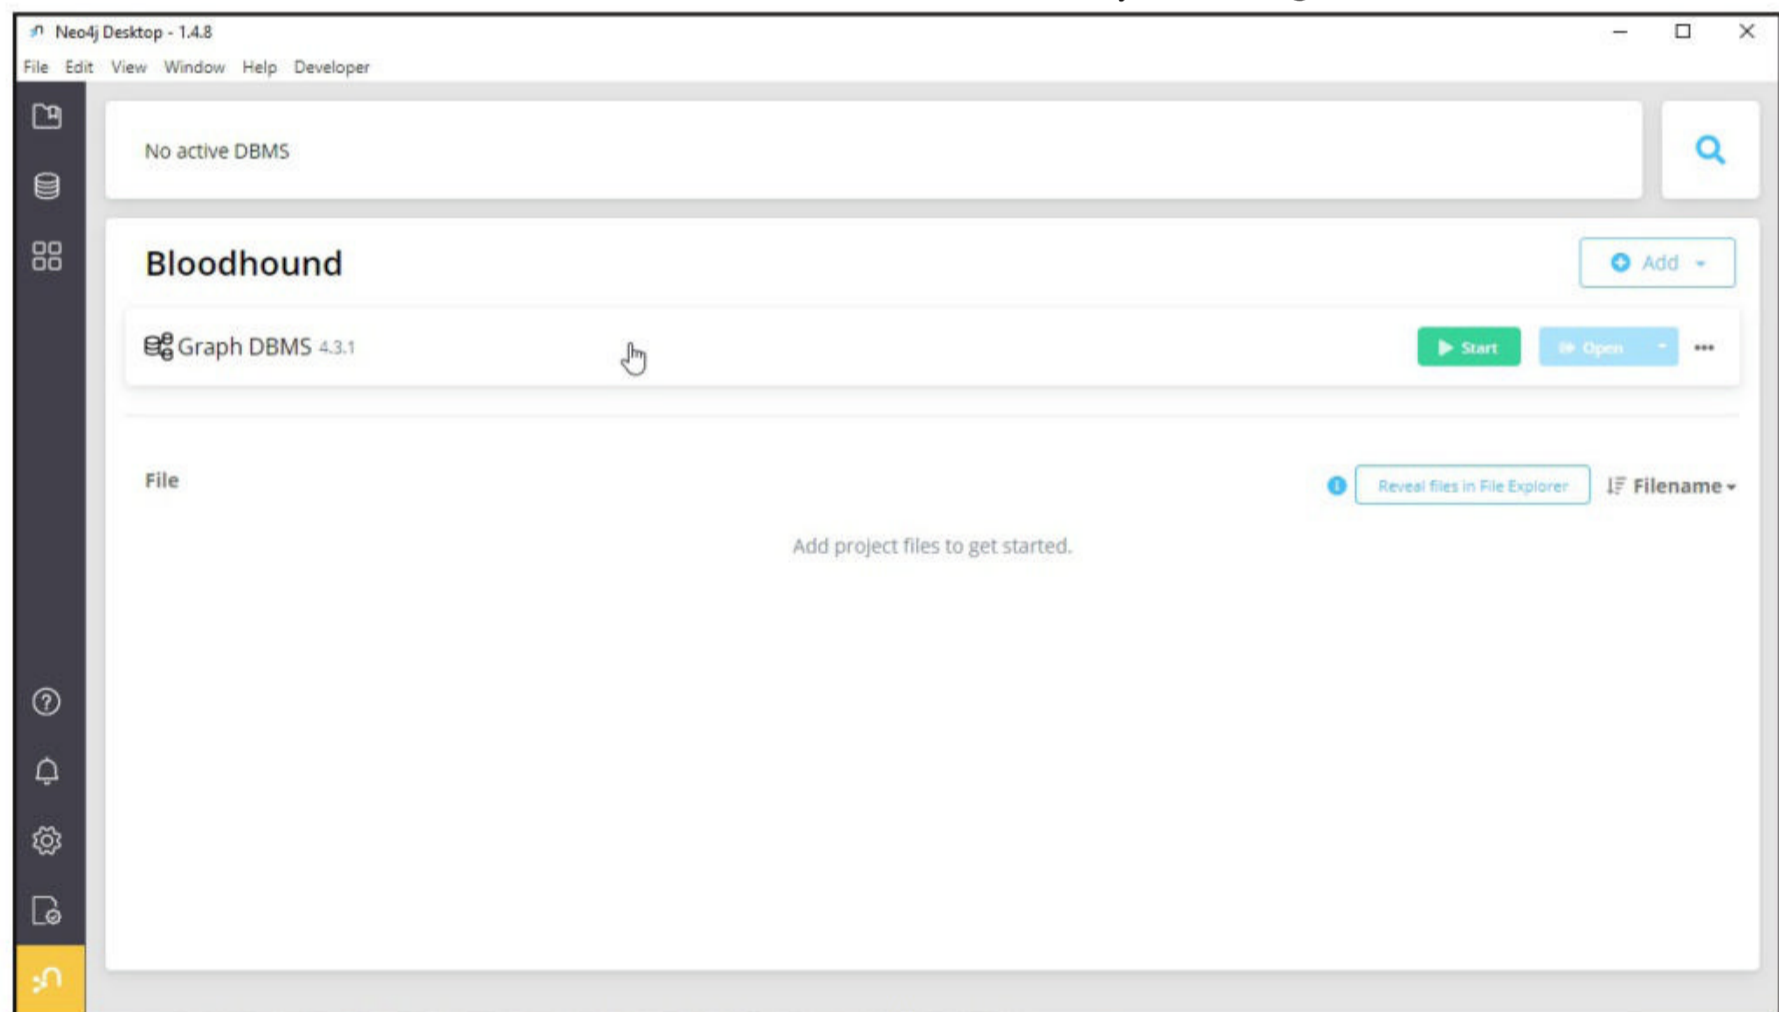 Neo4j Desktop - 1.4.8
File Edit View Window Help Developer
No active DBMS
Bloodhound
Add
Graph DBMS 4.3.1
Start
Open
File
Reveal files in File Explorer
Filename
Add project files to get started.